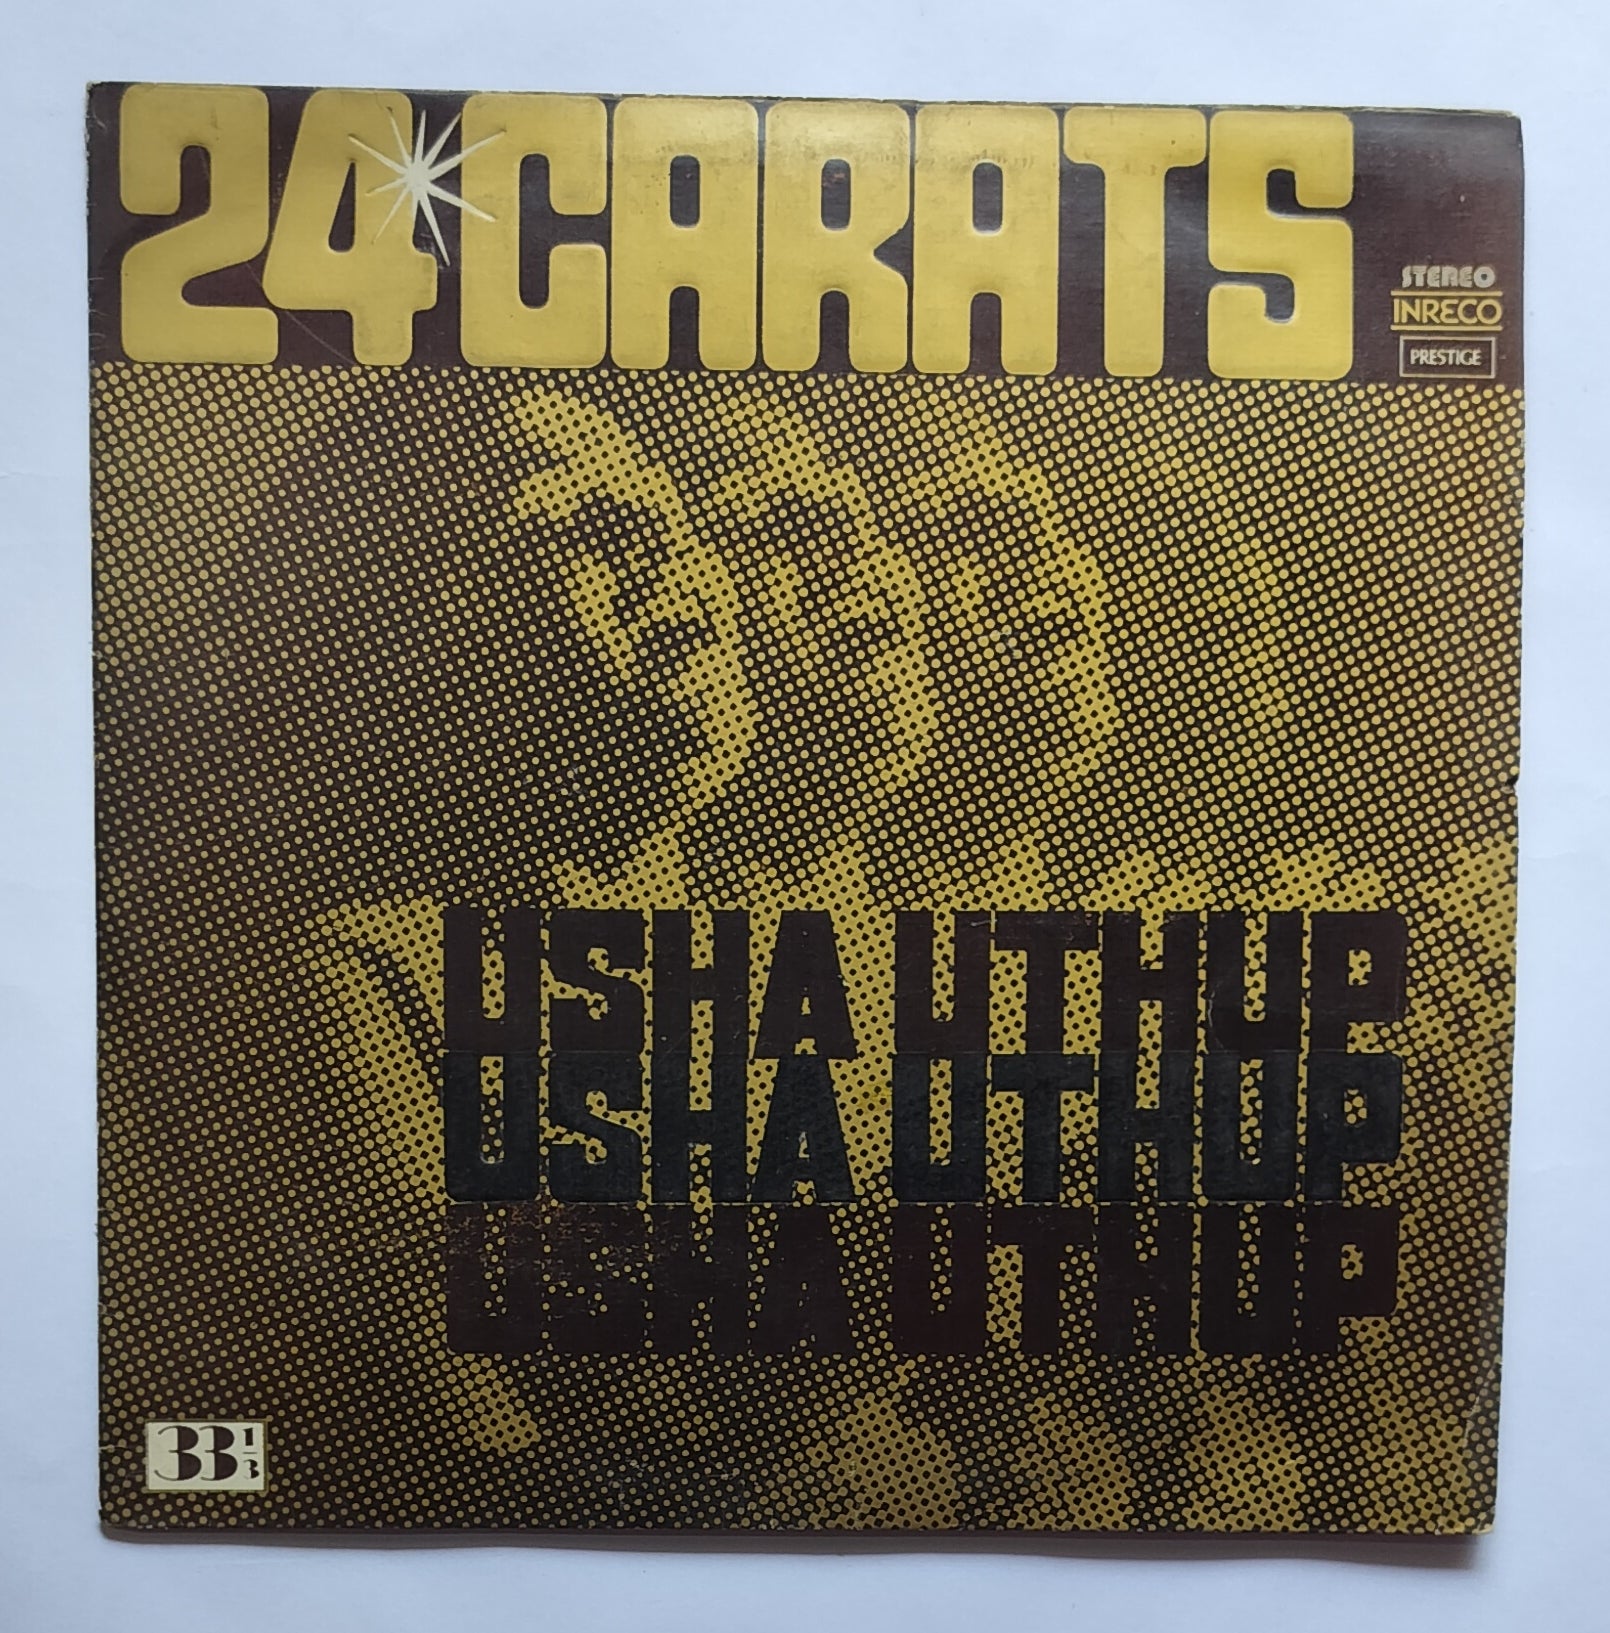 24 CARATS
STEREO
INRECO
PRESTIGE
USHA UTHUP
USHA UTHUP
USHA UTHUP
33 1/3